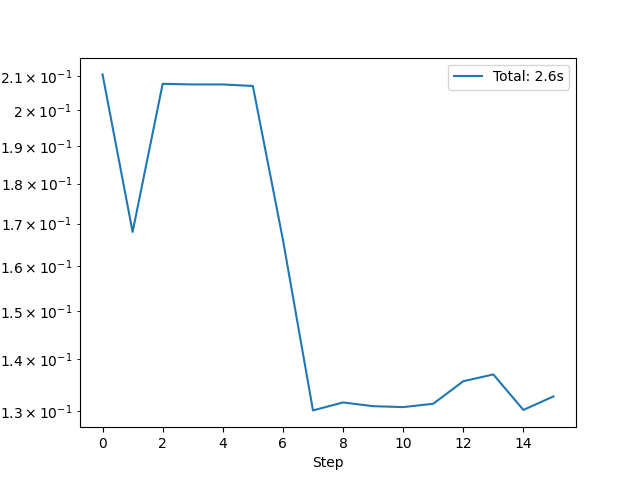 Total: 2.6s
2.1 × 10⁻¹
2 × 10⁻¹
1.9 × 10⁻¹
1.8 × 10⁻¹
1.7 × 10⁻¹
1.6 × 10⁻¹
1.5 × 10⁻¹
1.4 × 10⁻¹
1.3 × 10⁻¹
0 2 4 6 8 10 12 14
Step